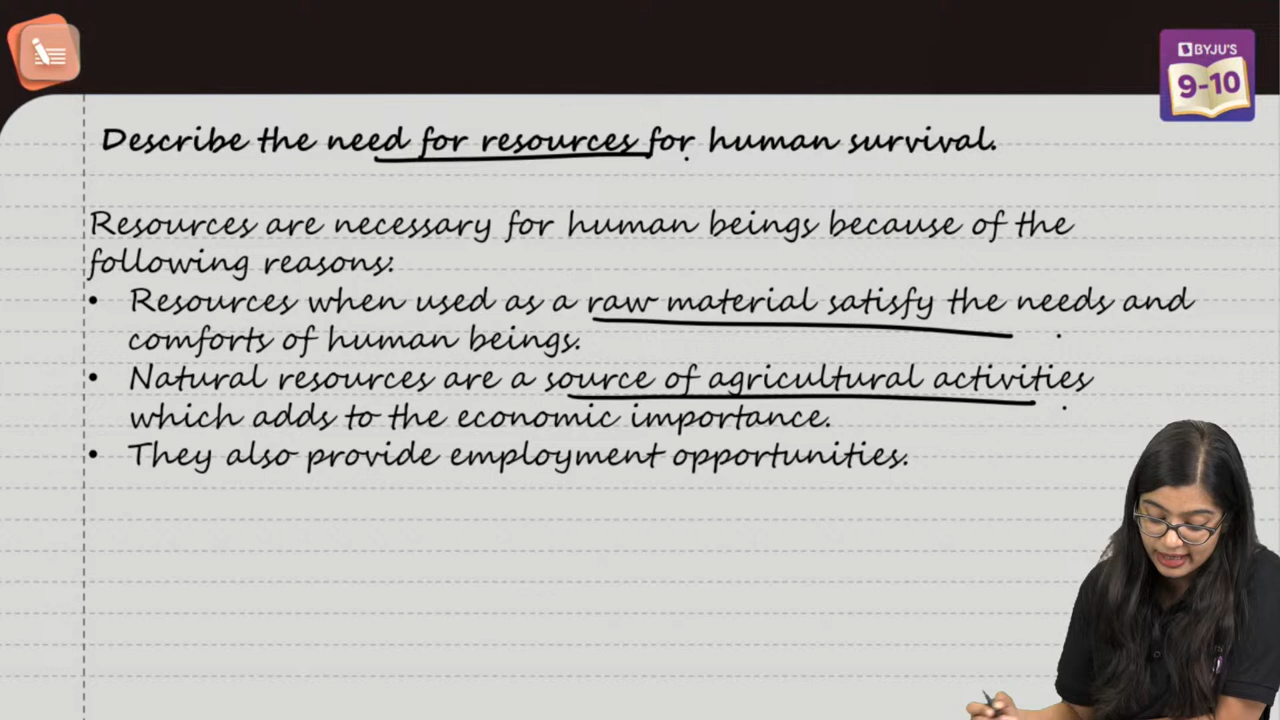 BYJU'S
9-10
Describe the need for resources for human survival.
Resources are necessary for human beings because of the
following reasons:
• Resources when used as a raw material satisfy the needs and
comforts of human beings.
• Natural resources are a source of agricultural activities
which adds to the economic importance.
• They also provide employment opportunities.